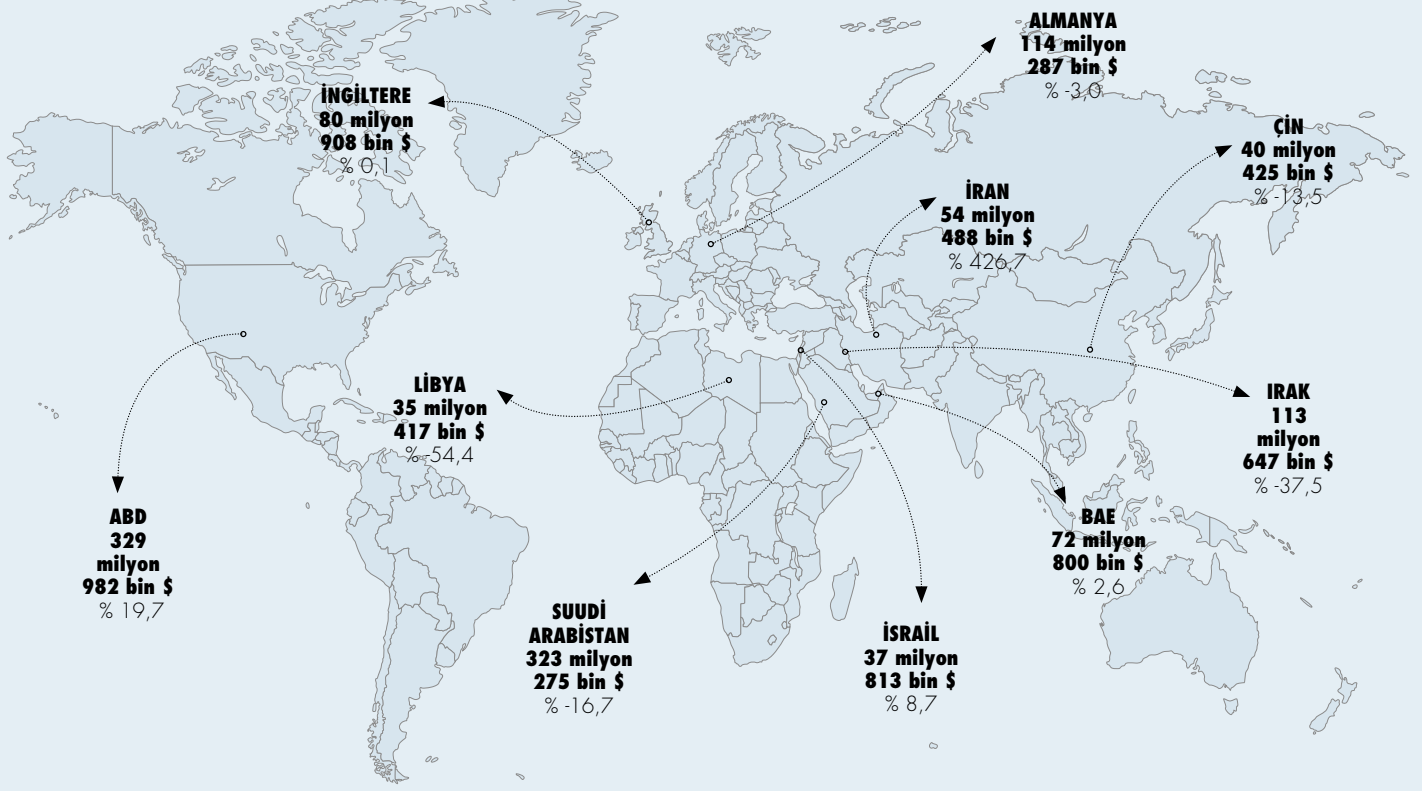 ALMANYA
114 milyon
287 bin $
% -3,0
İNGİLTERE
80 milyon
908 bin $
% 0,1
ÇİN
40 milyon
425 bin $
% -13,5
İRAN
54 milyon
488 bin $
% 426,7
LİBYA
35 milyon
417 bin $
% -54,4
IRAK
113
milyon
647 bin $
% -37,5
ABD
329
milyon
982 bin $
% 19,7
BAE
72 milyon
800 bin $
% 2,6
SUUDİ
ARABİSTAN
323 milyon
275 bin $
% -16,7
İSRAİL
37 milyon
813 bin $
% 8,7